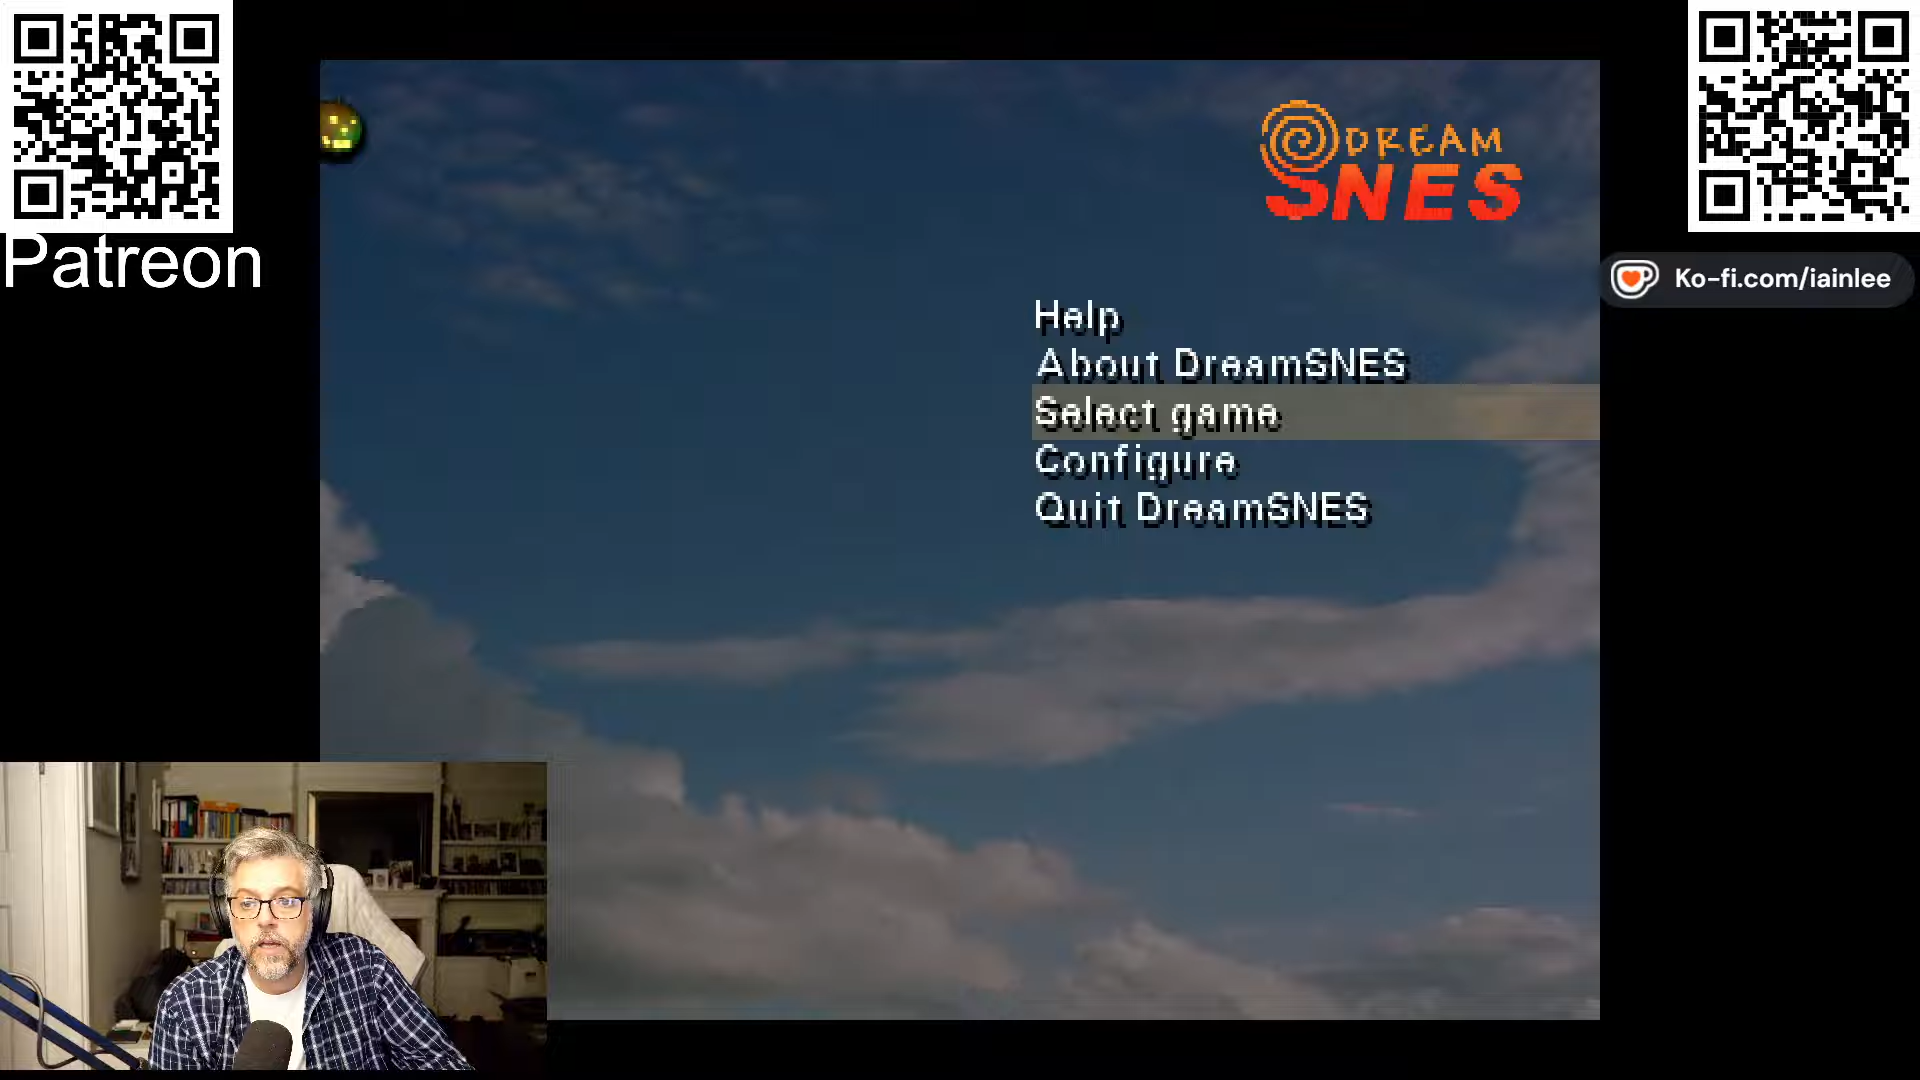 Patreon
DREAM
SNES
Ko-fi.com/iainlee
Help
About DreamSNES
Select game
Configure
Quit DreamSNES